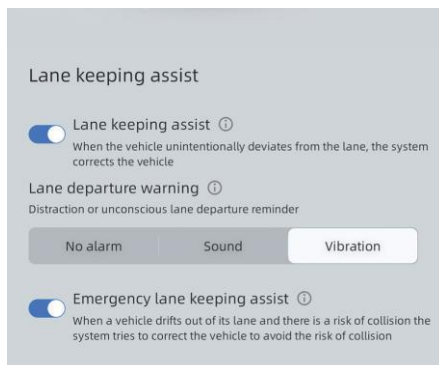 Lane keeping assist
Lane keeping assist
When the vehicle unintentionally deviates from the lane, the system
corrects the vehicle
Lane departure warning
Distraction or unconscious lane departure reminder
No alarm Sound Vibration
Emergency lane keeping assist
When a vehicle drifts out of its lane and there is a risk of collision the
system tries to correct the vehicle to avoid the risk of collision